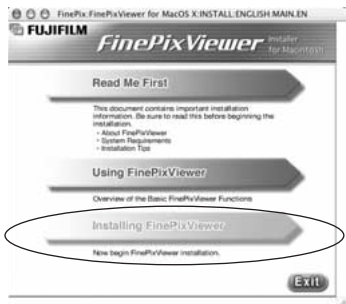 FinePix:FinePixViewer for MacOS X:INSTALL:ENGLISH MAIN.EN
FUJIFILM
FinePixViewer Installer
for Macintosh
Read Me First
This document contains important installation
information. Be sure to read this before beginning the
installation.
- About FinePixViewer
- System Requirements
- Installation Tips
Using FinePixViewer
Overview of the Basic FinePixViewer Functions
Installing FinePixViewer
Now begin FinePixViewer installation.
Exit